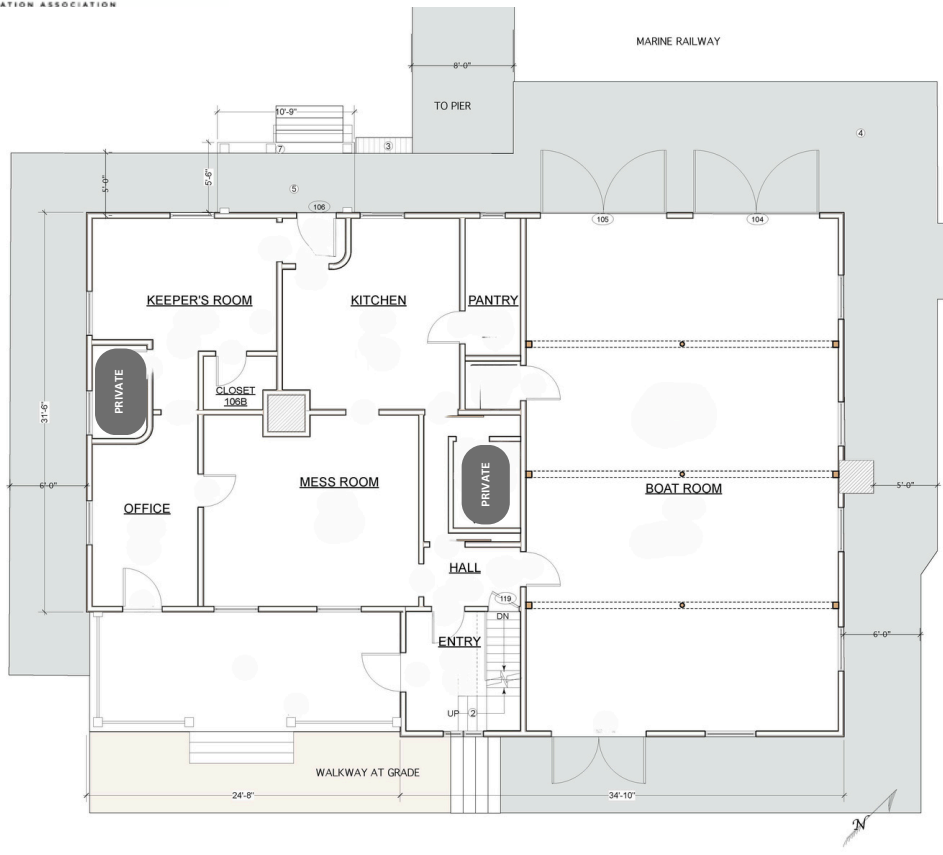 ATION ASSOCIATION
MARINE RAILWAY
8'-0"
TO PIER
10'-9"
4
3
7
5'-6"
5'-0"
5
106
105
104
KEEPER'S ROOM
KITCHEN
PANTRY
PRIVATE
CLOSET
106B
31'-6"
MESS ROOM
PRIVATE
BOAT ROOM
6'-0"
5'-0"
OFFICE
HALL
119
DN
ENTRY
6'-0"
UP 2
WALKWAY AT GRADE
24'-8"
34'-10"
N